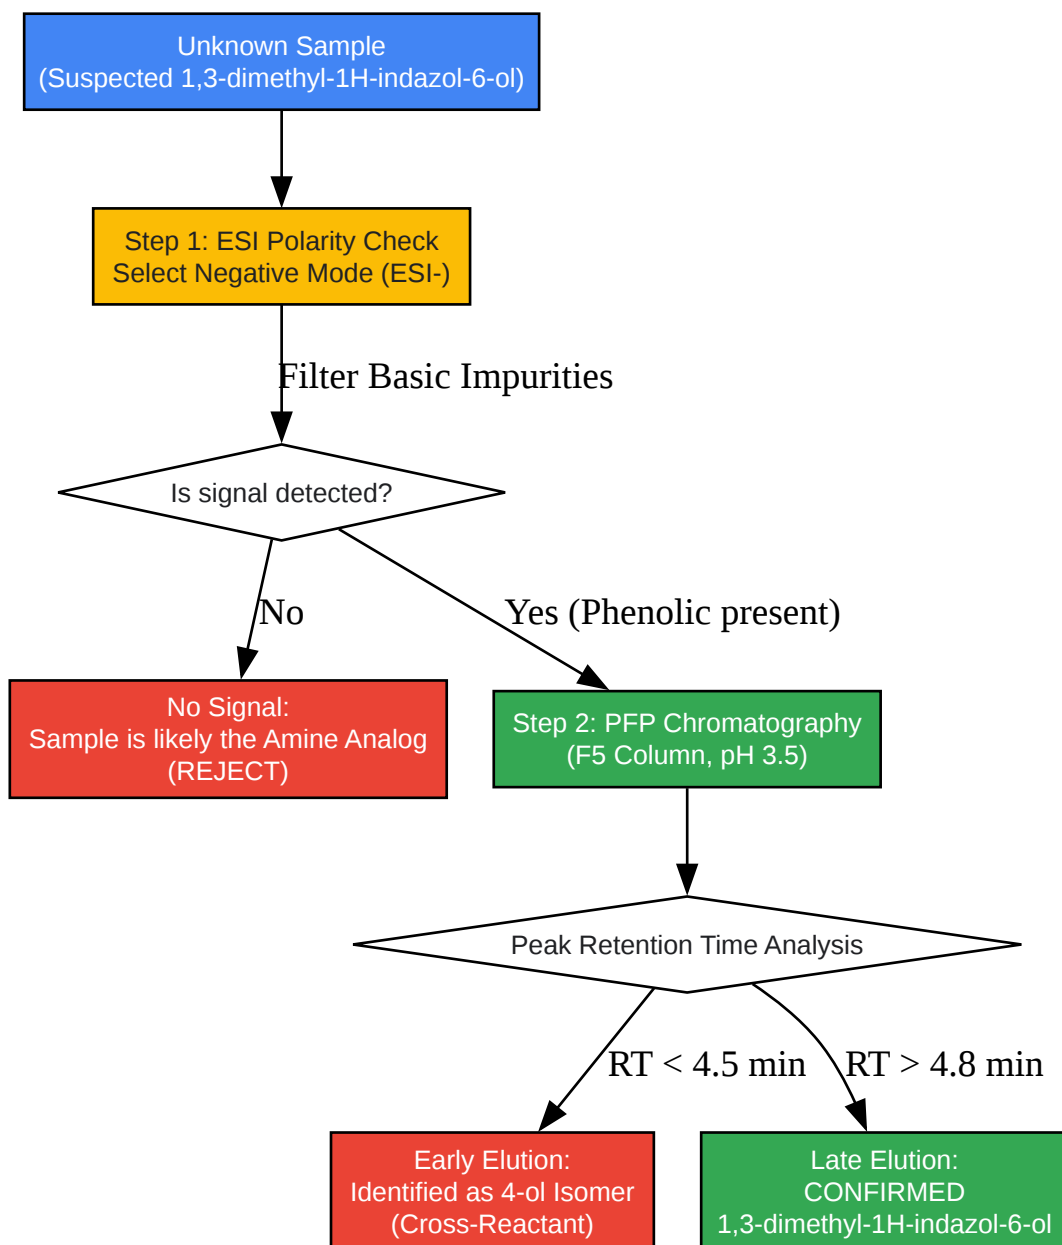 Unknown Sample
(Suspected 1,3-dimethyl-1H-indazol-6-ol)
Step 1: ESI Polarity Check
Select Negative Mode (ESI-)
Filter Basic Impurities
Is signal detected?
No
Yes (Phenolic present)
No Signal:
Sample is likely the Amine Analog
(REJECT)
Step 2: PFP Chromatography
(F5 Column, pH 3.5)
Peak Retention Time Analysis
RT < 4.5 min
RT > 4.8 min
Early Elution:
Identified as 4-ol Isomer
(Cross-Reactant)
Late Elution:
CONFIRMED
1,3-dimethyl-1H-indazol-6-ol